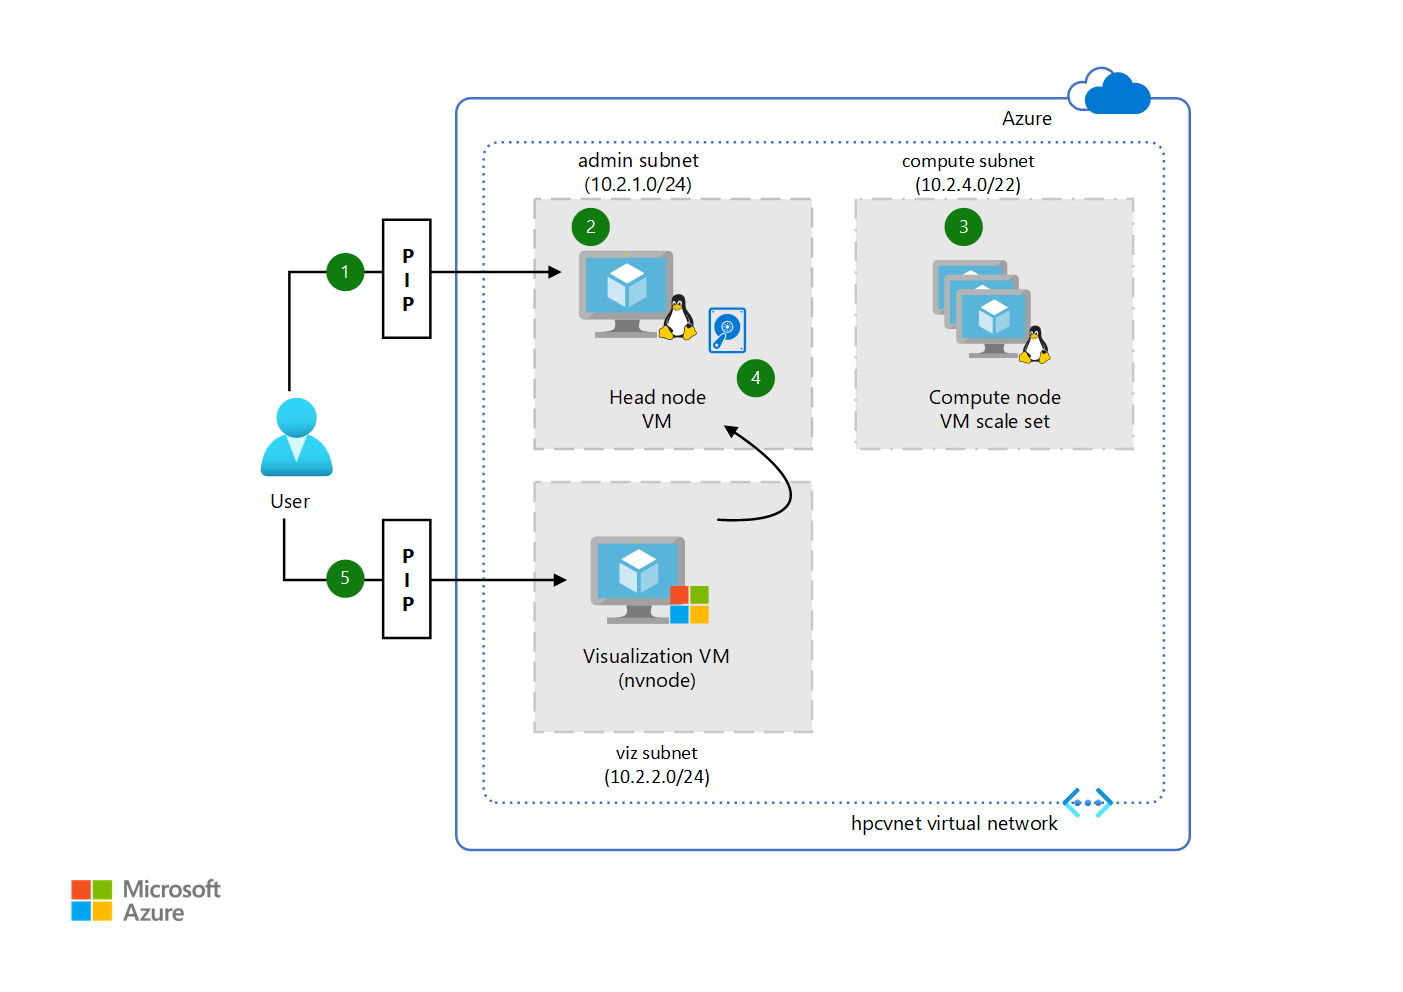 Azure
admin subnet
(10.2.1.0/24)
compute subnet
(10.2.4.0/22)
2
3
1
P
I
P
4
Head node
VM
Compute node
VM scale set
User
5
P
I
P
Visualization VM
(nvnode)
viz subnet
(10.2.2.0/24)
hpcvnet virtual network
Microsoft
Azure